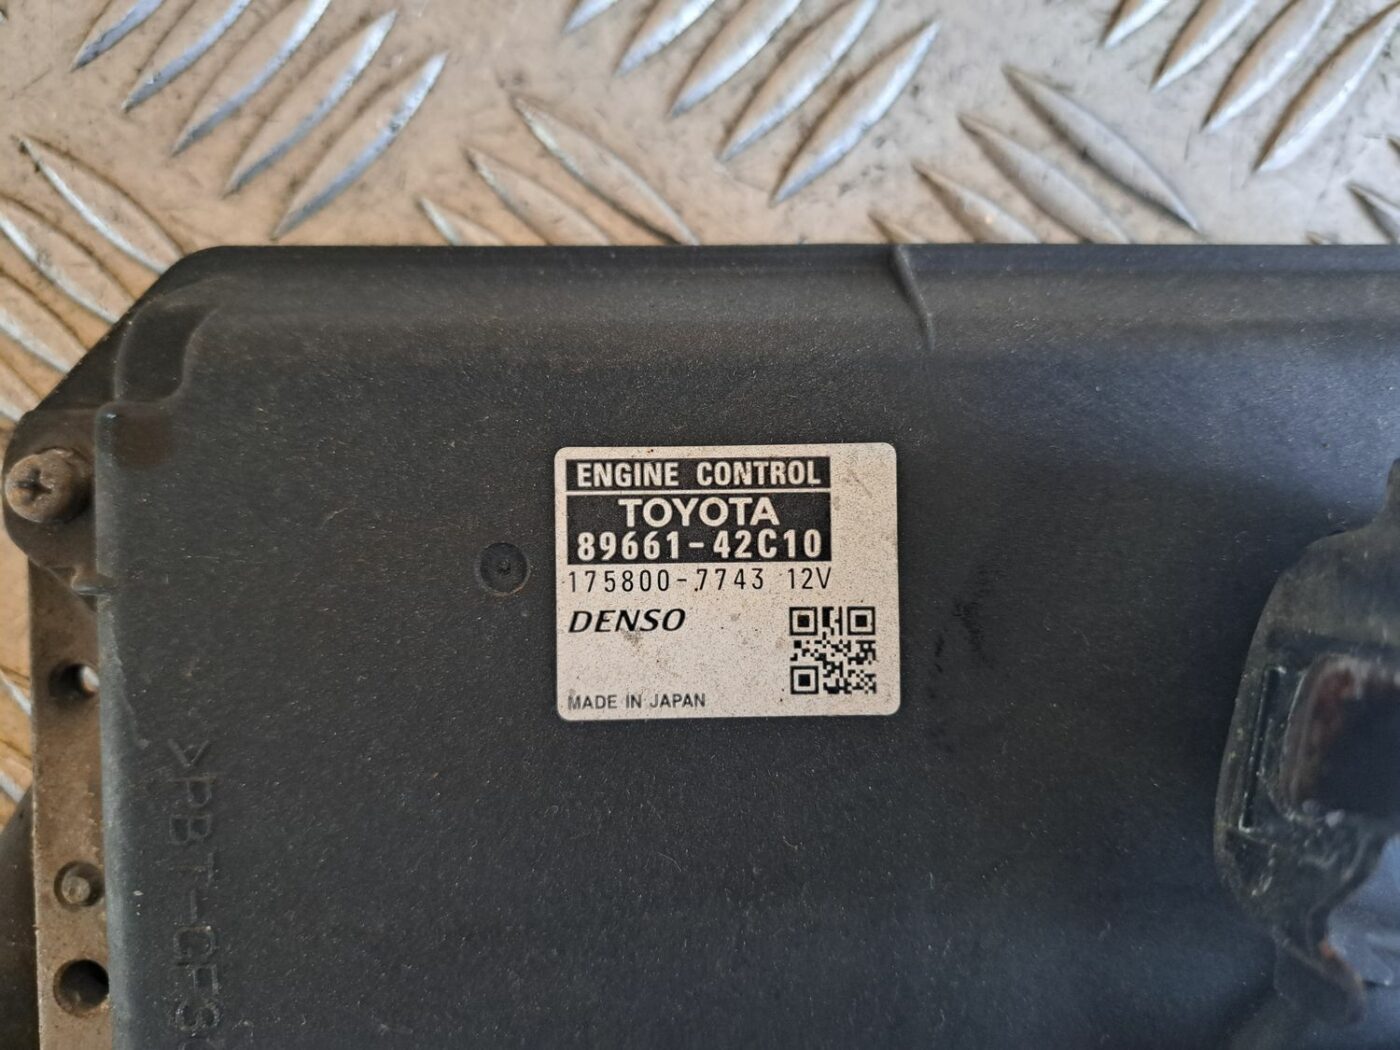 ENGINE CONTROL
TOYOTA
89661-42C10
175800-7743 12V
DENSO
MADE IN JAPAN